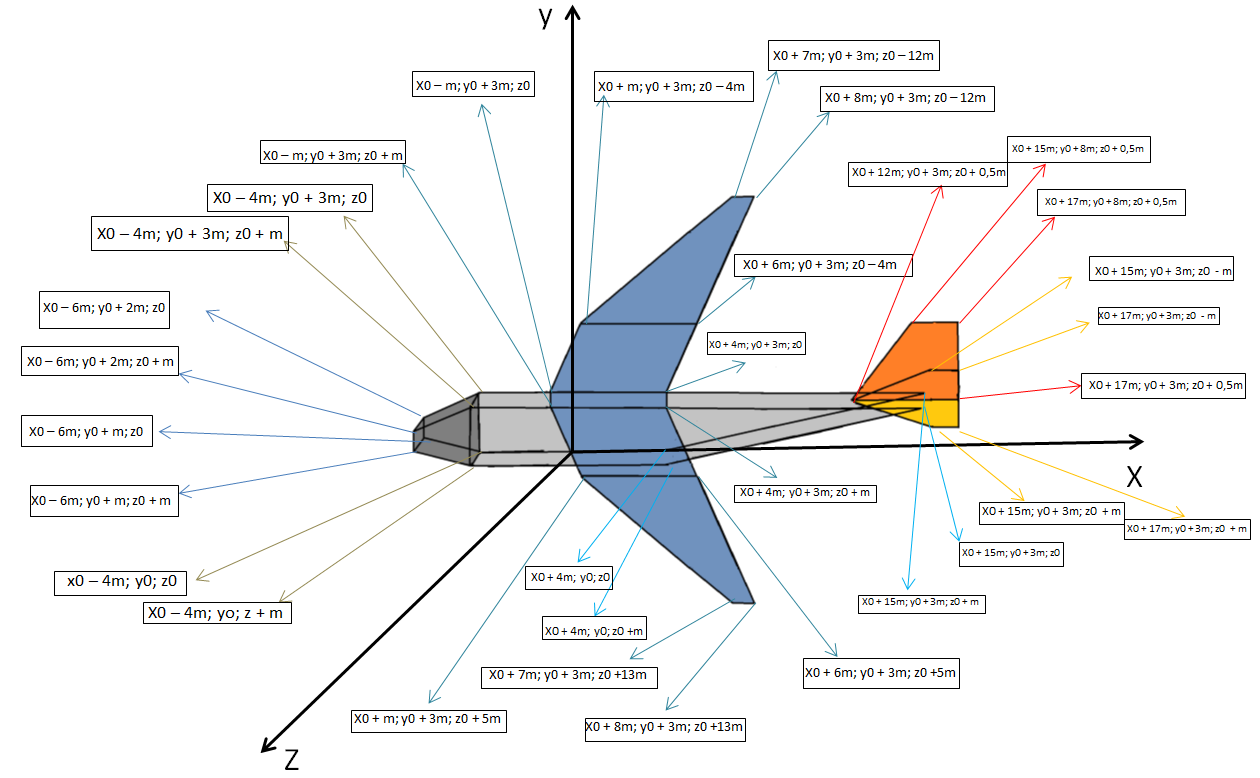 y
X0 + 7m; y0 + 3m; z0 – 12m
X0 – m; y0 + 3m; z0
X0 + m; y0 + 3m; z0 – 4m
X0 + 8m; y0 + 3m; z0 – 12m
X0 – m; y0 + 3m; z0 + m
X0 + 15m; y0 + 8m; z0 + 0,5m
X0 + 12m; y0 + 3m; z0 + 0,5m
X0 – 4m; y0 + 3m; z0
X0 + 17m; y0 + 8m; z0 + 0,5m
X0 – 4m; y0 + 3m; z0 + m
X0 + 6m; y0 + 3m; z0 – 4m
X0 + 15m; y0 + 3m; z0 - m
X0 – 6m; y0 + 2m; z0
X0 + 17m; y0 + 3m; z0 - m
X0 + 4m; y0 + 3m; z0
X0 – 6m; y0 + 2m; z0 + m
X0 + 17m; y0 + 3m; z0 + 0,5m
X0 – 6m; y0 + m; z0
X
X0 – 6m; y0 + m; z0 + m
X0 + 4m; y0 + 3m; z0 + m
X0 + 15m; y0 + 3m; z0 + m
X0 + 17m; y0 + 3m; z0 + m
X0 + 15m; y0 + 3m; z0
x0 – 4m; y0; z0
X0 + 4m; y0; z0
X0 – 4m; yo; z + m
X0 + 15m; y0 + 3m; z0 + m
X0 + 4m; y0; z0 +m
X0 + 7m; y0 + 3m; z0 +13m
X0 + 6m; y0 + 3m; z0 +5m
X0 + m; y0 + 3m; z0 + 5m
X0 + 8m; y0 + 3m; z0 +13m
Z